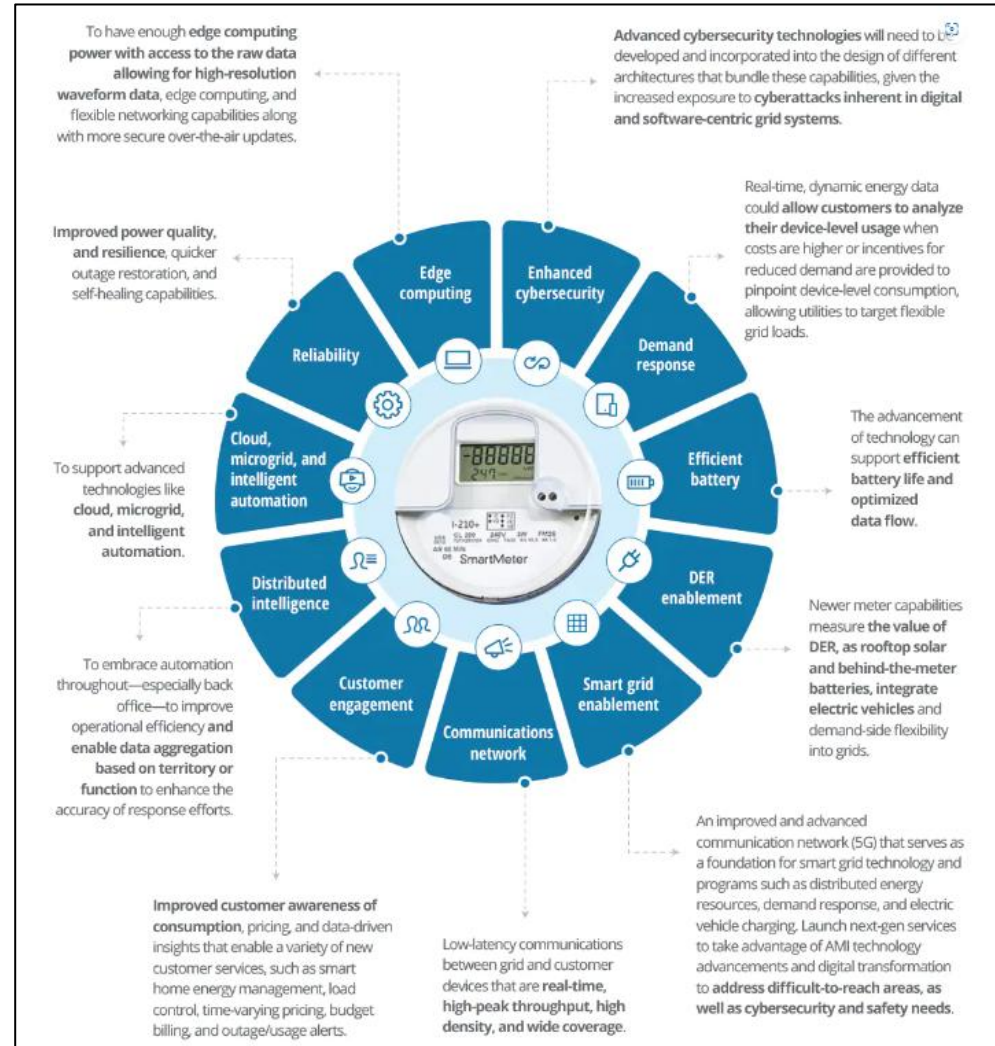 To have enough edge computing
power with access to the raw data
allowing for high-resolution
waveform data, edge computing, and
flexible networking capabilities along
with more secure over-the-air updates.
Advanced cybersecurity technologies will need to be
developed and incorporated into the design of different
architectures that bundle these capabilities, given the
increased exposure to cyberattacks inherent in digital
and software-centric grid systems.
Improved power quality,
and resilience, quicker
outage restoration, and
self-healing capabilities.
Real-time, dynamic energy data
could allow customers to analyze
their device-level usage when
costs are higher or incentives for
reduced demand are provided to
pinpoint device-level consumption,
allowing utilities to target flexible
grid loads.
Edge
computing
Enhanced
cybersecurity
Reliability
Demand
response
Cloud,
microgrid, and
intelligent
automation
Efficient
battery
Distributed
intelligence
DER
enablement
Customer
engagement
Smart grid
enablement
Communications
network
I-210+
SmartMeter
To support advanced
technologies like
cloud, microgrid,
and intelligent
automation.
The advancement
of technology can
support efficient
battery life and
optimized
data flow.
To embrace automation
throughout—especially back
office—to improve
operational efficiency and
enable data aggregation
based on territory or
function to enhance the
accuracy of response efforts.
Newer meter capabilities
measure the value of
DER, as rooftop solar
and behind-the-meter
batteries, integrate
electric vehicles and
demand-side flexibility
into grids.
Improved customer awareness of
consumption, pricing, and data-driven
insights that enable a variety of new
customer services, such as smart
home energy management, load
control, time-varying pricing, budget
billing, and outage/usage alerts.
Low-latency communications
between grid and customer
devices that are real-time,
high-peak throughput, high
density, and wide coverage.
An improved and advanced
communication network (5G) that serves as
a foundation for smart grid technology and
programs such as distributed energy
resources, demand response, and electric
vehicle charging. Launch next-gen services
to take advantage of AMI technology
advancements and digital transformation
to address difficult-to-reach areas, as
well as cybersecurity and safety needs.